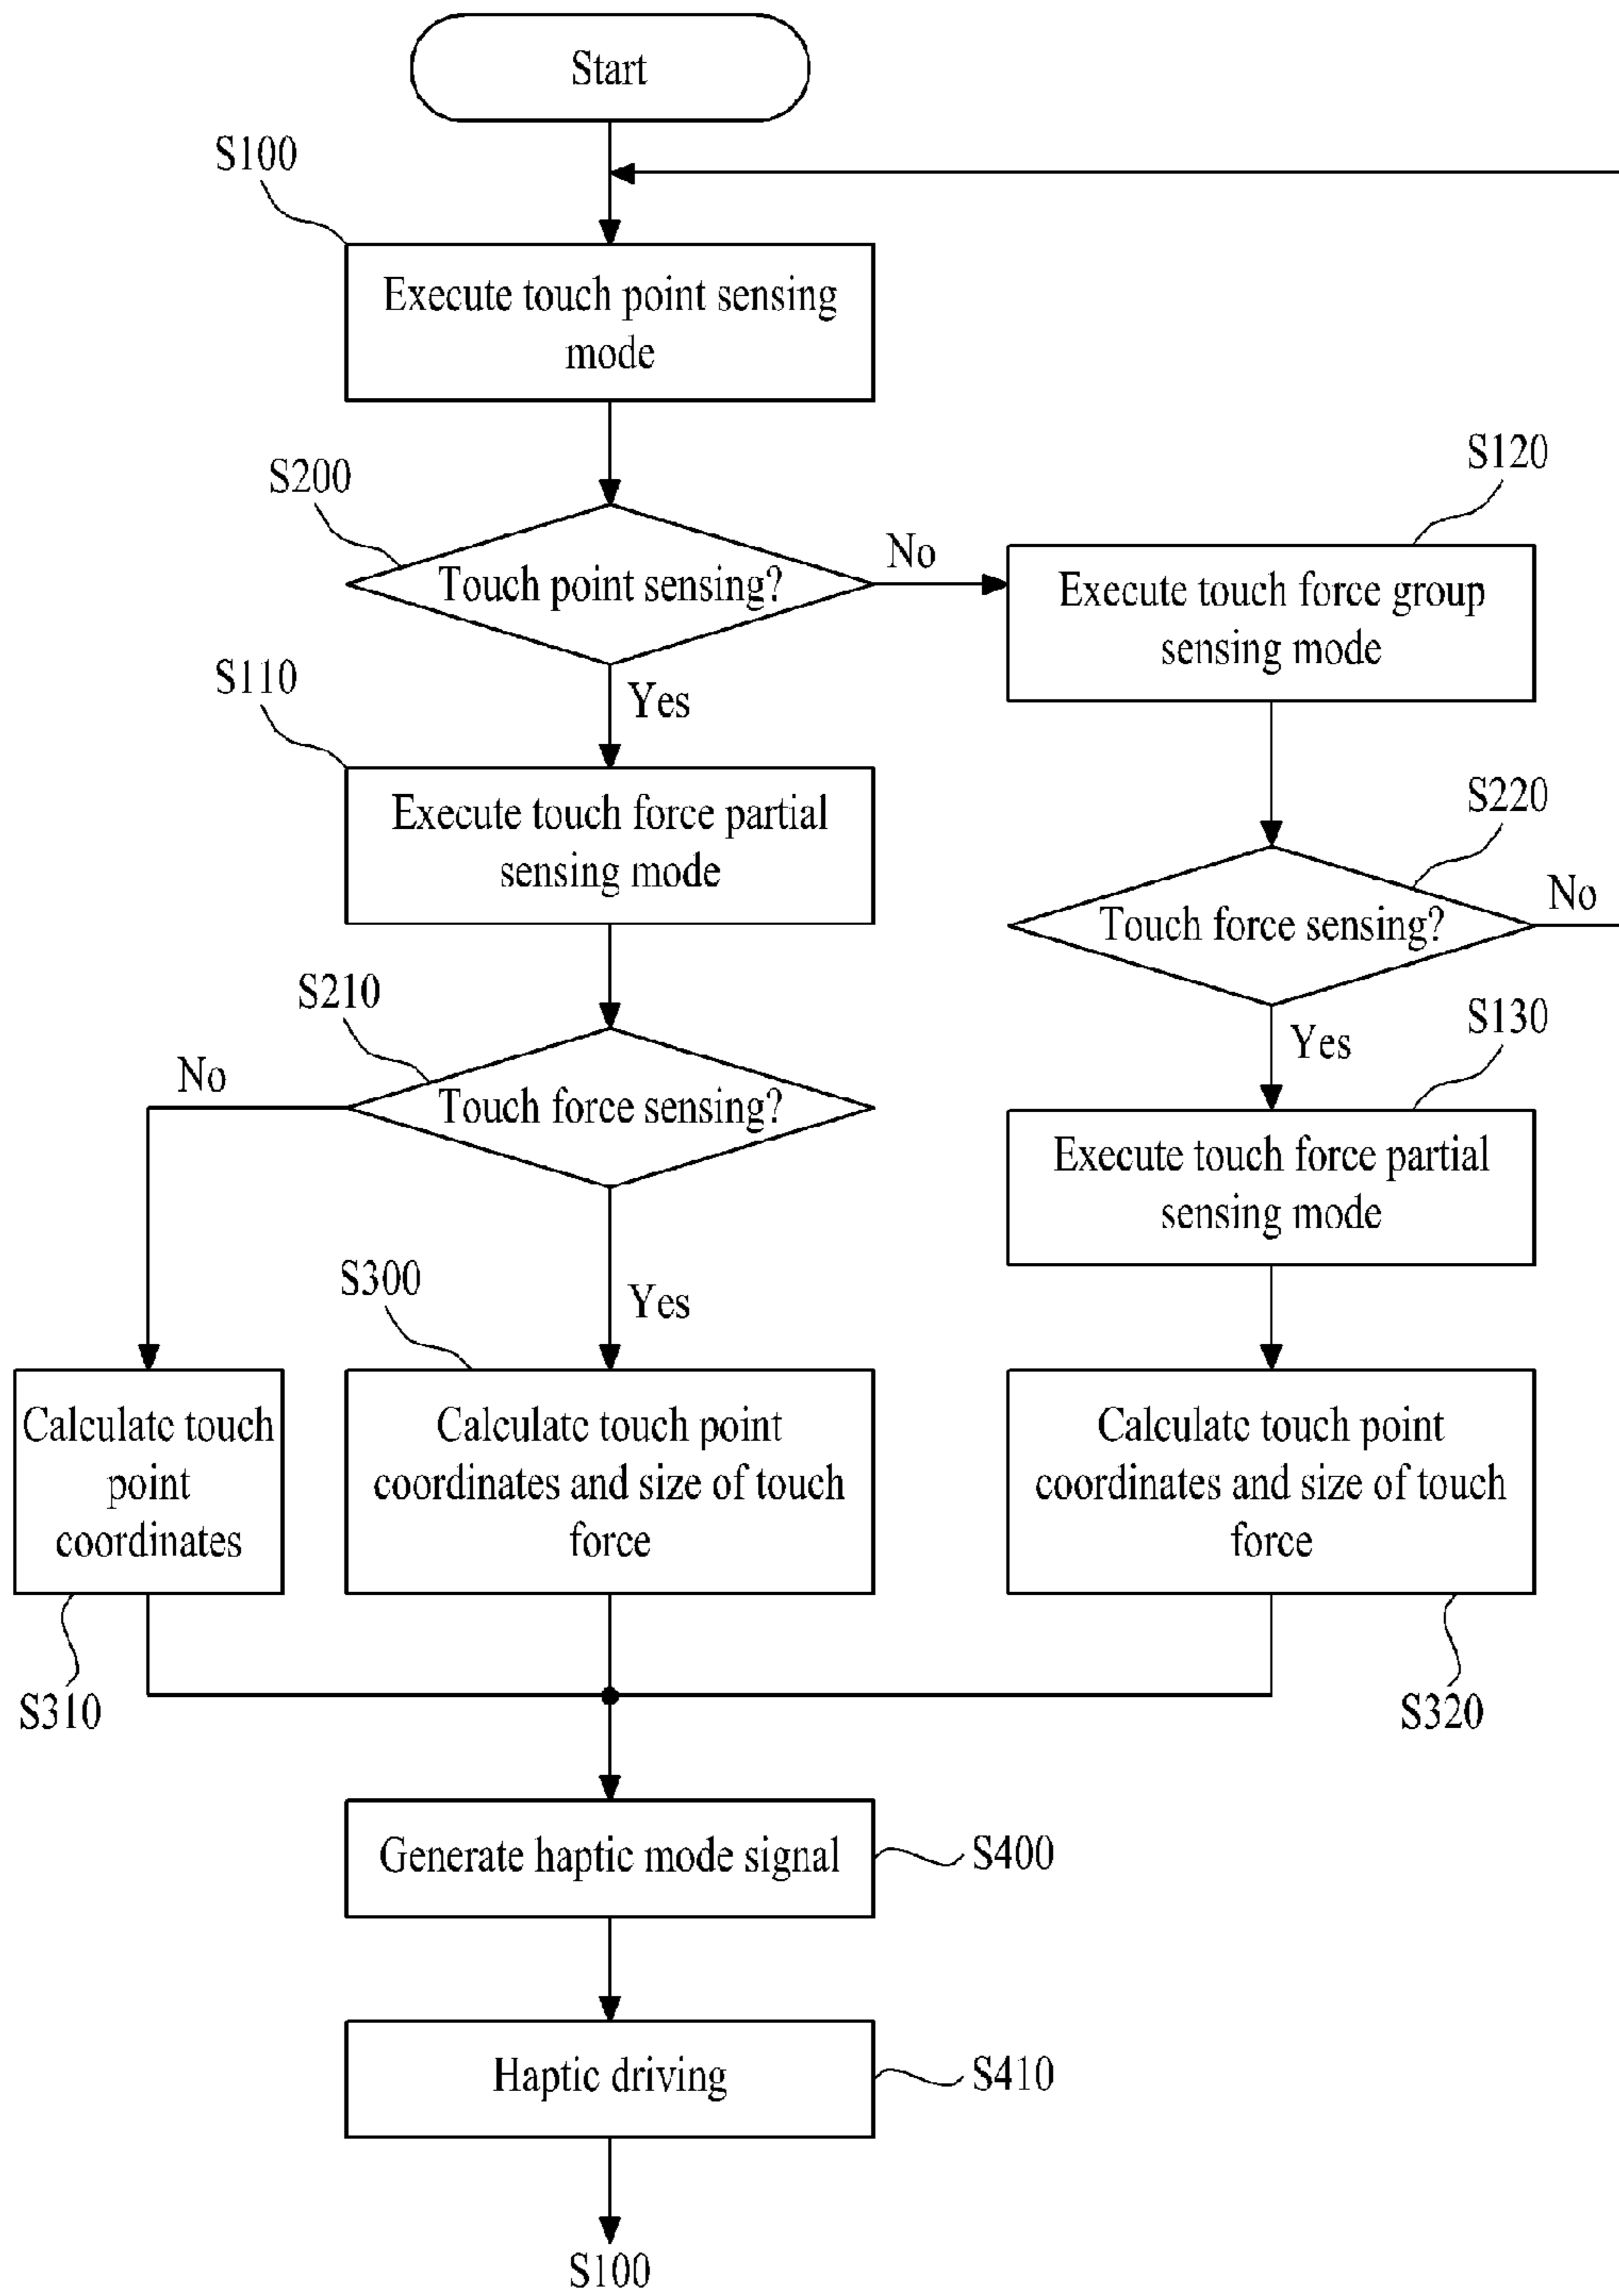 Start
S100
Execute touch point sensing
mode
S200
Touch point sensing?
No
S120
Execute touch force group
sensing mode
Yes
S110
Execute touch force partial
sensing mode
S220
Touch force sensing?
No
S210
Touch force sensing?
No
Yes
S130
Execute touch force partial
sensing mode
S300
Yes
Calculate touch
point
coordinates
Calculate touch point
coordinates and size of touch
force
Calculate touch point
coordinates and size of touch
force
S310
S320
Generate haptic mode signal
S400
Haptic driving
S410
S100